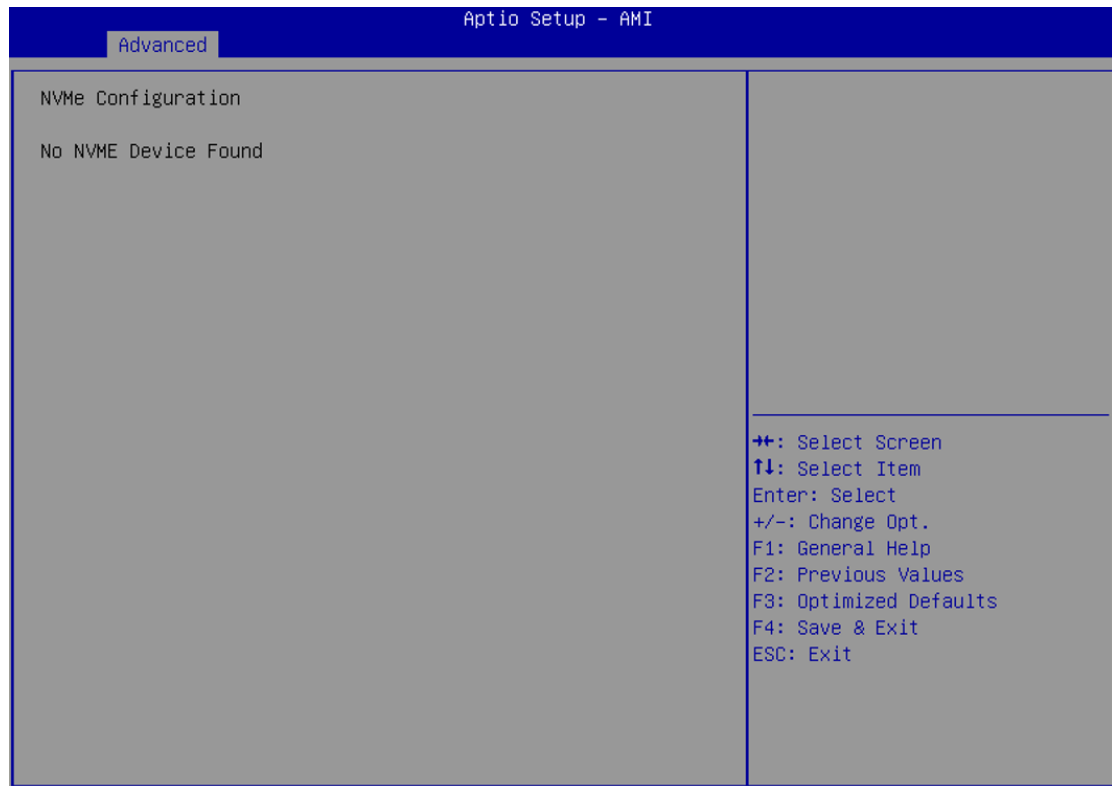 Aptio Setup – AMI
Advanced
NVMe Configuration
No NVME Device Found
→←: Select Screen
↑↓: Select Item
Enter: Select
+/-: Change Opt.
F1: General Help
F2: Previous Values
F3: Optimized Defaults
F4: Save & Exit
ESC: Exit